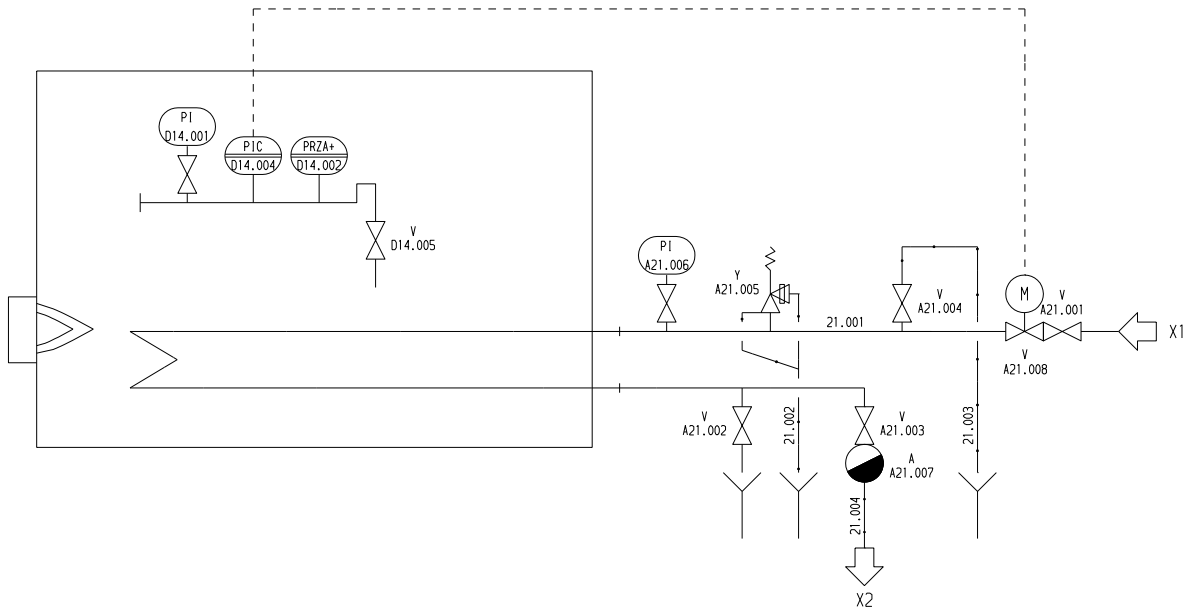 PI
D14.001
PIC
D14.004
PRZA+
D14.002
V
D14.005
PI
A21.006
Y
A21.005
V
A21.004
M
V
A21.001
21.001
X1
V
A21.008
V
A21.002
21.002
V
A21.003
A
A21.007
21.003
21.004
X2